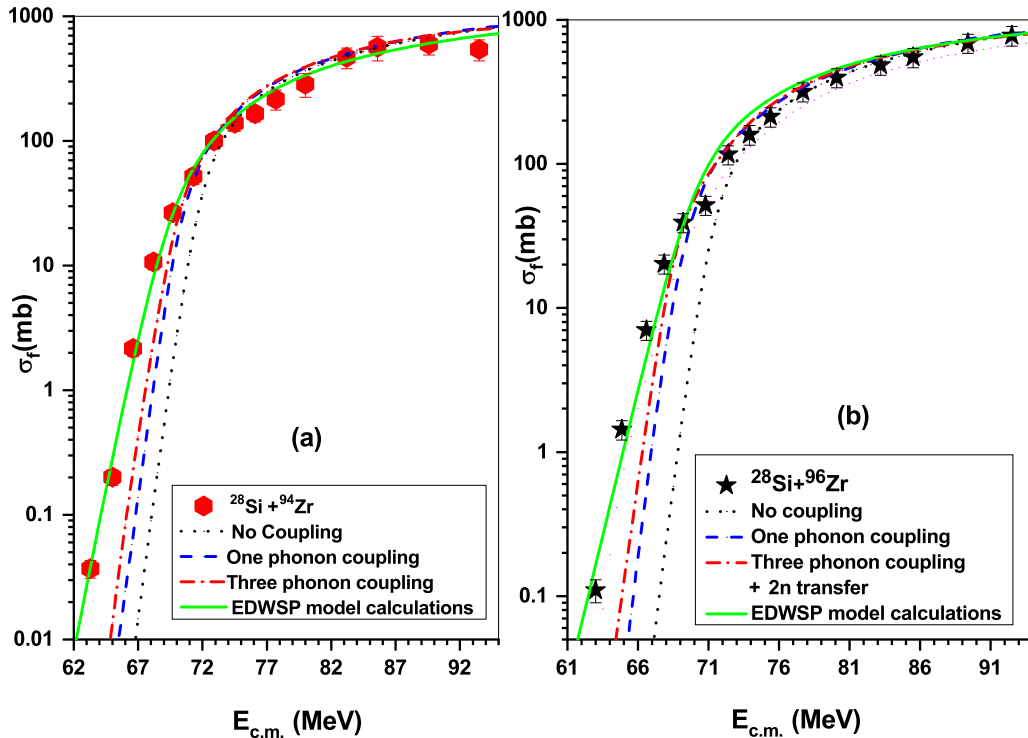 1000
100
10
1
0.1
0.01
σf(mb)
(a)
28Si +94Zr
No Coupling
One phonon coupling
Three phonon coupling
EDWSP model calculations
62 67 72 77 82 87 92
Ec.m. (MeV)
1000
100
10
1
0.1
σf(mb)
(b)
28Si+96Zr
No coupling
One phonon coupling
Three phonon coupling
+ 2n transfer
EDWSP model calculations
61 66 71 76 81 86 91
Ec.m. (MeV)